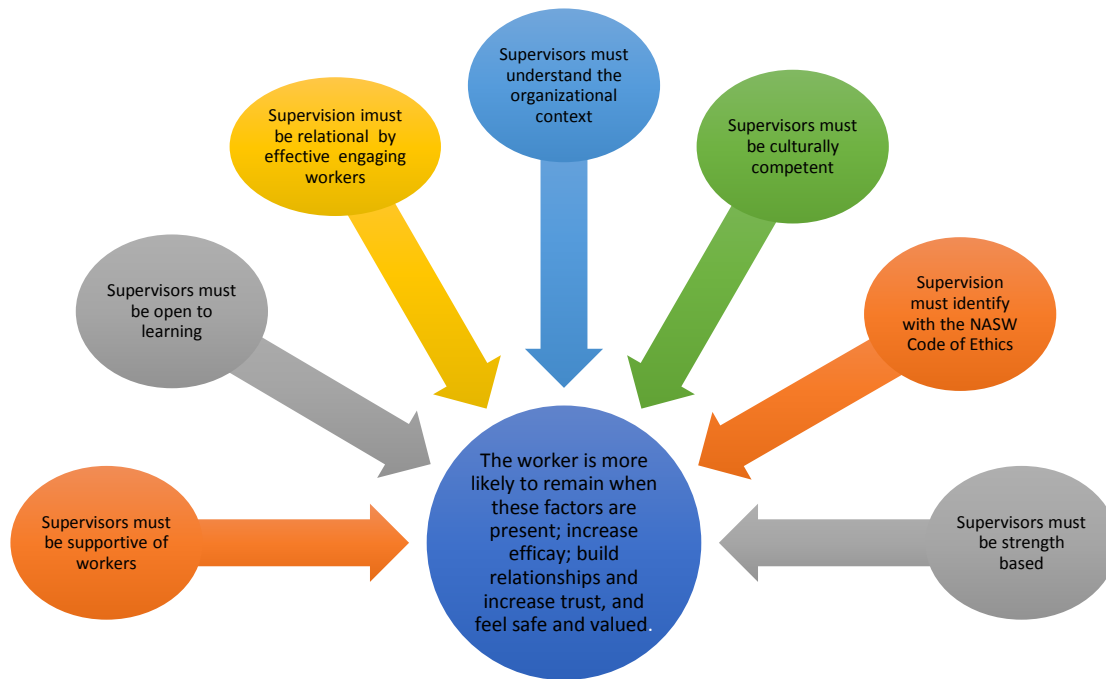 Supervisors must
be supportive of
workers
Supervisors must
be open to
learning
Supervision imust
be relational by
effective engaging
workers
Supervisors must
understand the
organizational
context
Supervisors must
be culturally
competent
Supervision
must identify
with the NASW
Code of Ethics
Supervisors must
be strength
based
The worker is more
likely to remain when
these factors are
present; increase
efficay; build
relationships and
increase trust, and
feel safe and valued.